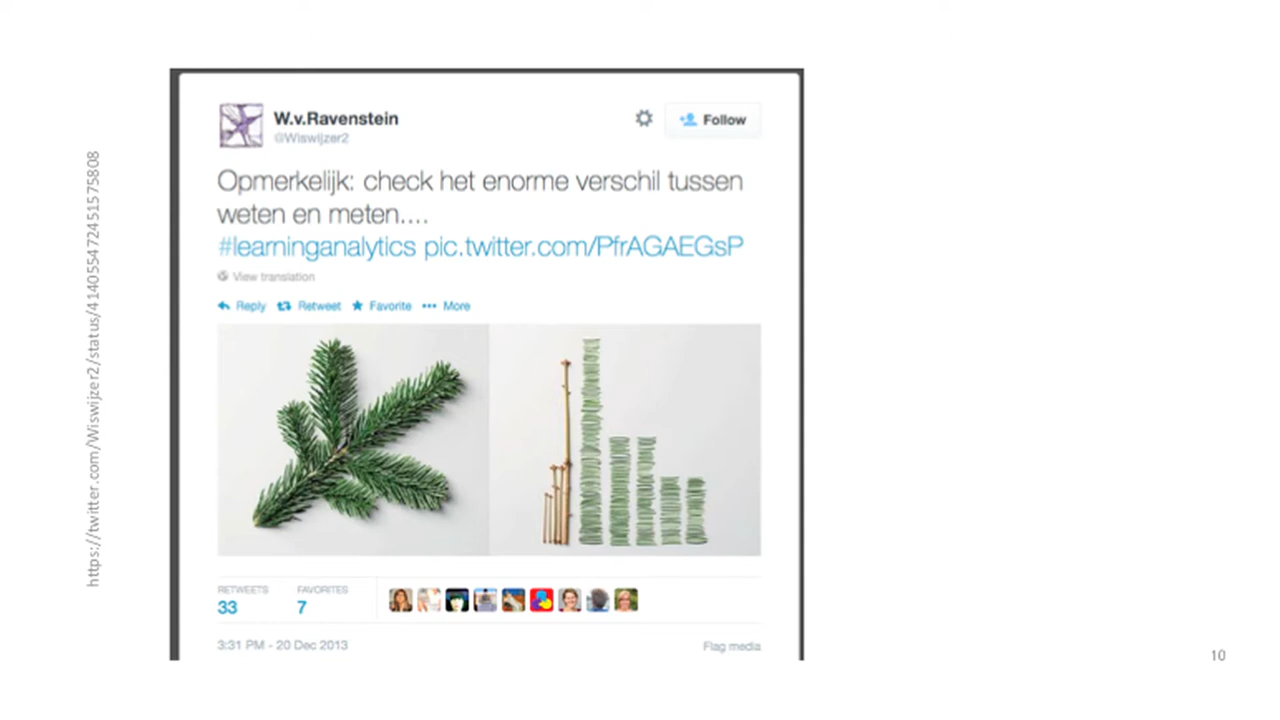 https://twitter.com/Wiswijzer2/status/414055472451575808
W.v.Ravenstein
@Wiswijzer2
Follow
Opmerkelijk: check het enorme verschil tussen
weten en meten....
#learninganalytics pic.twitter.com/PfrAGAEGsP
View translation
Reply Retweet Favorite More
RETWEETS FAVORITES
33 7
3:31 PM - 20 Dec 2013 Flag media
10